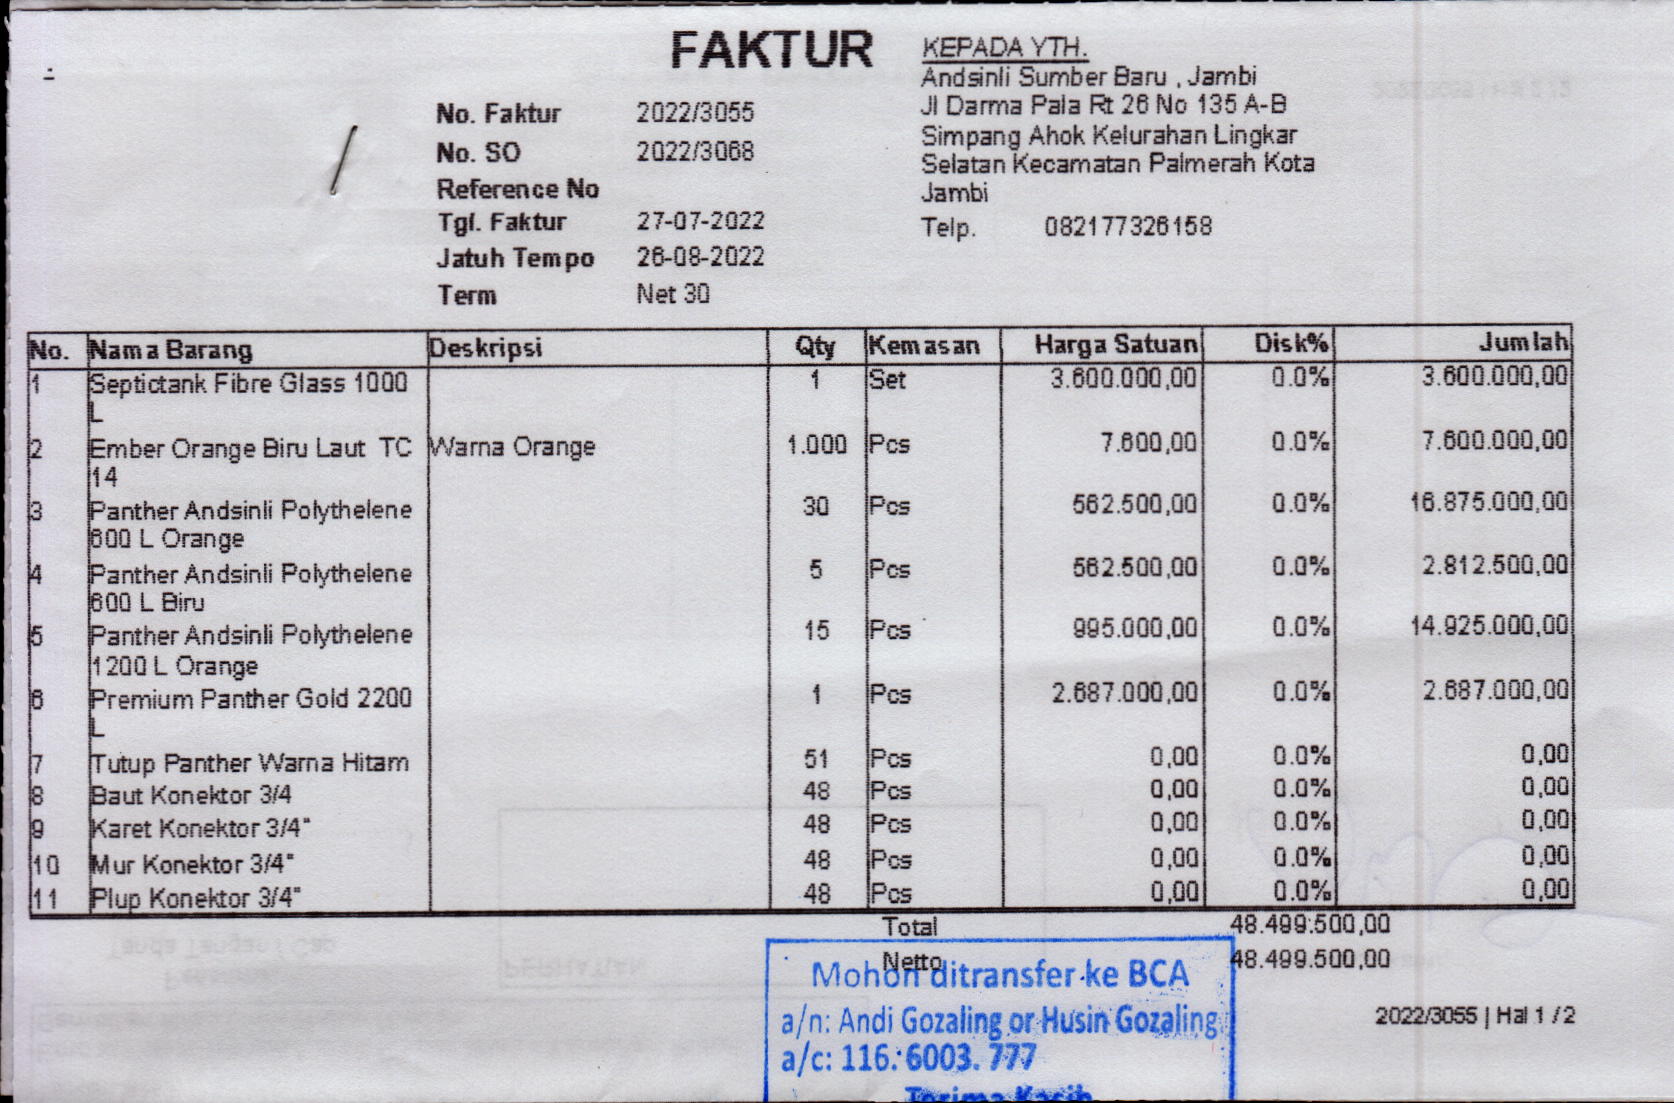 FAKTUR
KEPADA YTH.
Andsinli Sumber Baru , Jambi
Jl Darma Pala Rt 26 No 135 A-B
Simpang Ahok Kelurahan Lingkar
Selatan Kecamatan Palmerah Kota
Jambi
Telp. 082177326158
No. Faktur 2022/3055
No. SO 2022/3068
Reference No
Tgl. Faktur 27-07-2022
Jatuh Tempo 26-08-2022
Term Net 30
No. Nama Barang Deskripsi Qty Kemasan Harga Satuan Disk% Jumlah
1 Septictank Fibre Glass 1000 1 Set 3.600.000,00 0.0% 3.600.000,00
L
2 Ember Orange Biru Laut TC Warna Orange 1.000 Pcs 7.600,00 0.0% 7.600.000,00
14
3 Panther Andsinli Polythelene 30 Pcs 562.500,00 0.0% 16.875.000,00
600 L Orange
4 Panther Andsinli Polythelene 5 Pcs 562.500,00 0.0% 2.812.500,00
600 L Biru
5 Panther Andsinli Polythelene 15 Pcs 995.000,00 0.0% 14.925.000,00
1200 L Orange
6 Premium Panther Gold 2200 1 Pcs 2.687.000,00 0.0% 2.687.000,00
L
7 Tutup Panther Warna Hitam 51 Pcs 0,00 0.0% 0,00
8 Baut Konektor 3/4 48 Pcs 0,00 0.0% 0,00
9 Karet Konektor 3/4" 48 Pcs 0,00 0.0% 0,00
10 Mur Konektor 3/4" 48 Pcs 0,00 0.0% 0,00
11 Plup Konektor 3/4" 48 Pcs 0,00 0.0% 0,00
Total 48.499.500,00
Netto 48.499.500,00
Mohon ditransfer ke BCA
a/n: Andi Gozaling or Husin Gozaling
a/c: 116. 6003. 777
Terima Kasih
2022/3055 | Hal 1 / 2